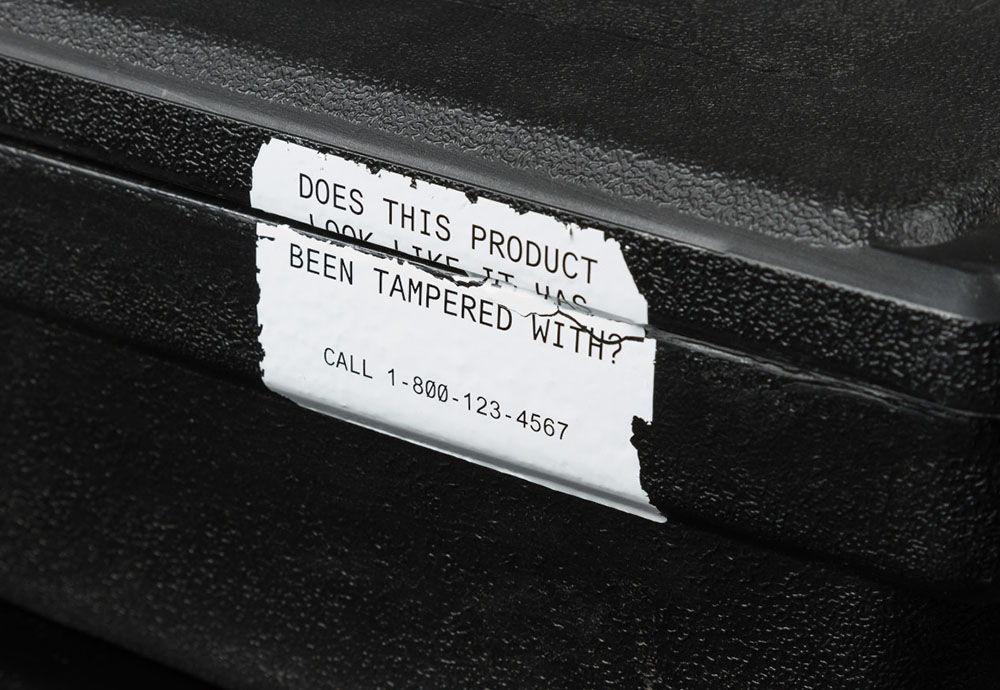 DOES THIS PRODUCT
LOOK LIKE IT HAS
BEEN TAMPERED WITH?
CALL 1-800-123-4567